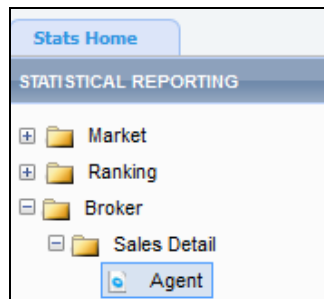 Stats Home
STATISTICAL REPORTING
Market
Ranking
Broker
Sales Detail
Agent